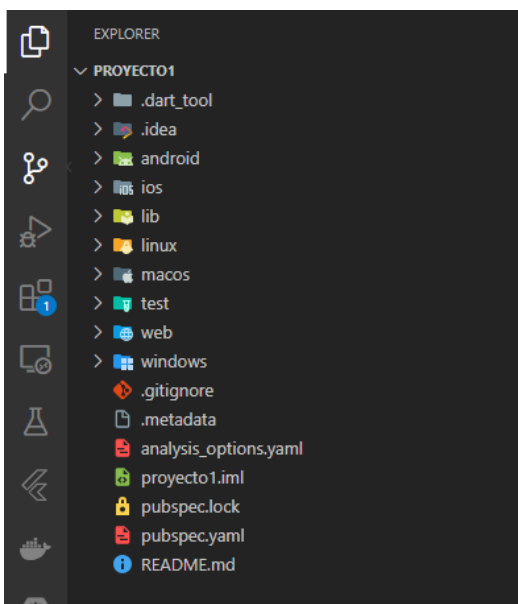 EXPLORER
PROYECTO1
.dart_tool
.idea
android
ios
lib
linux
macos
test
web
windows
.gitignore
.metadata
analysis_options.yaml
proyecto1.iml
pubspec.lock
pubspec.yaml
README.md
1